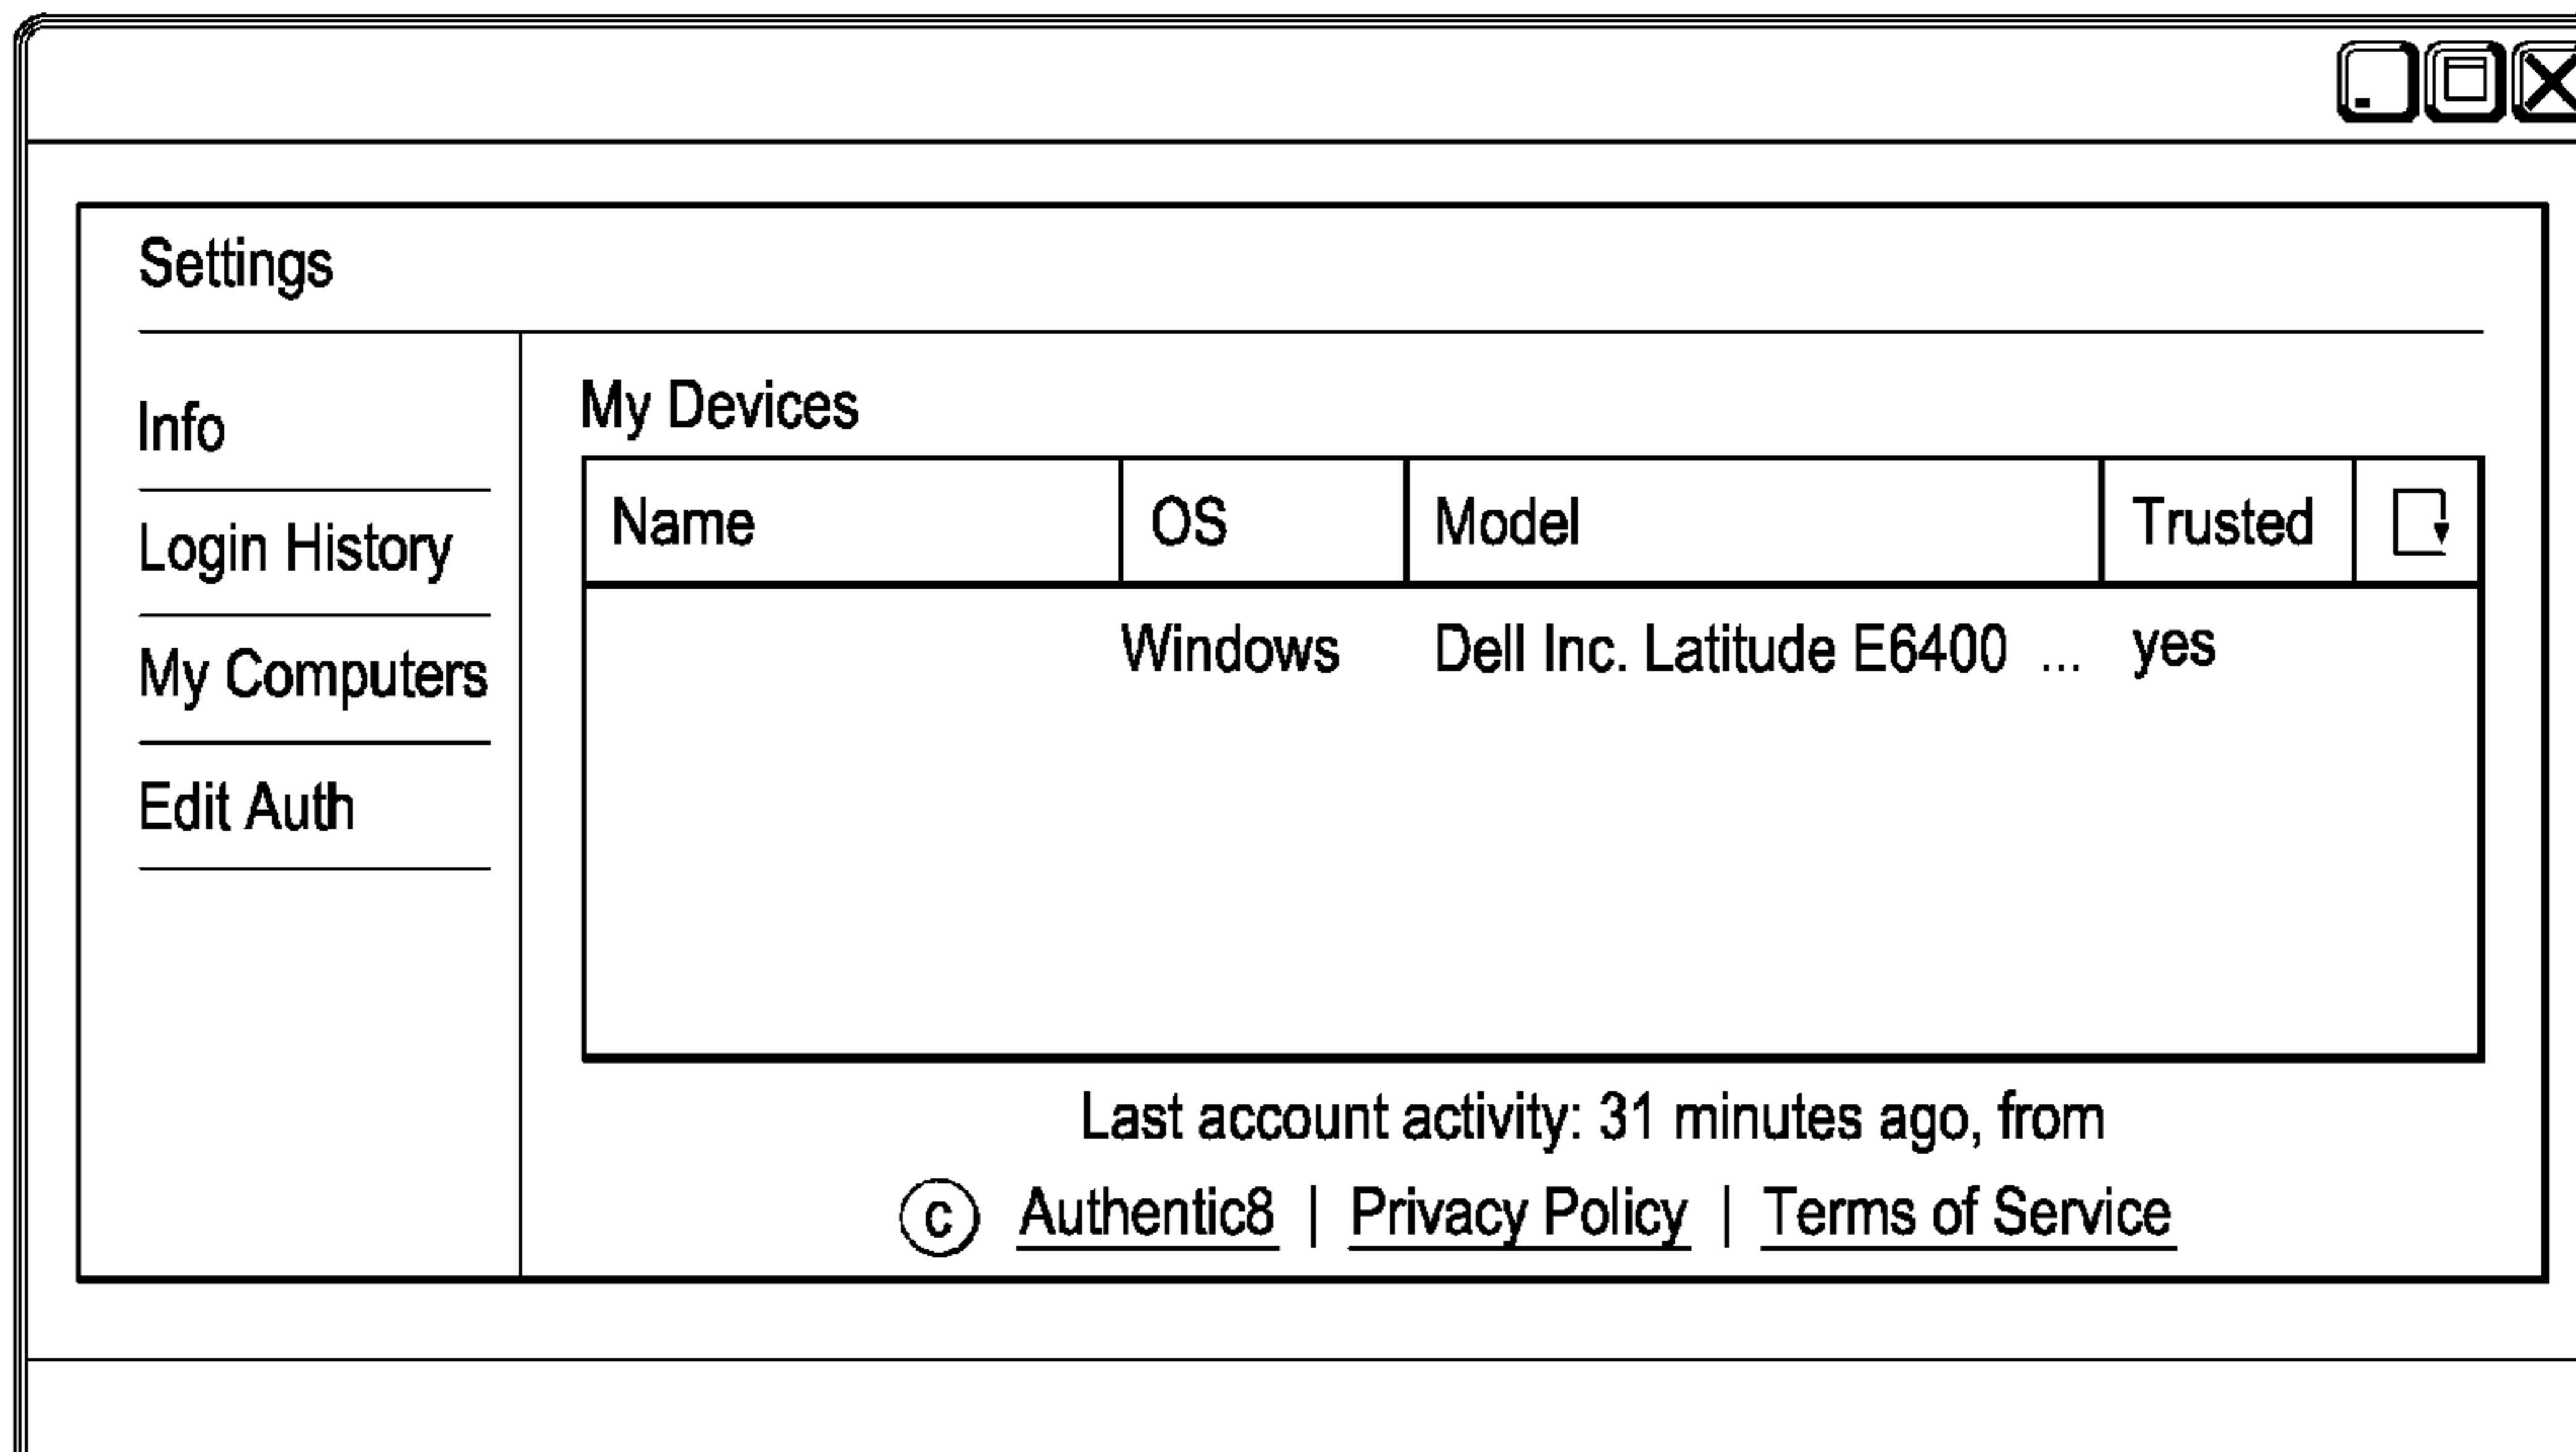 Settings
Info
Login History
My Computers
Edit Auth
My Devices
Name OS Model Trusted
Windows Dell Inc. Latitude E6400 ... yes
Last account activity: 31 minutes ago, from
© Authentic8 | Privacy Policy | Terms of Service